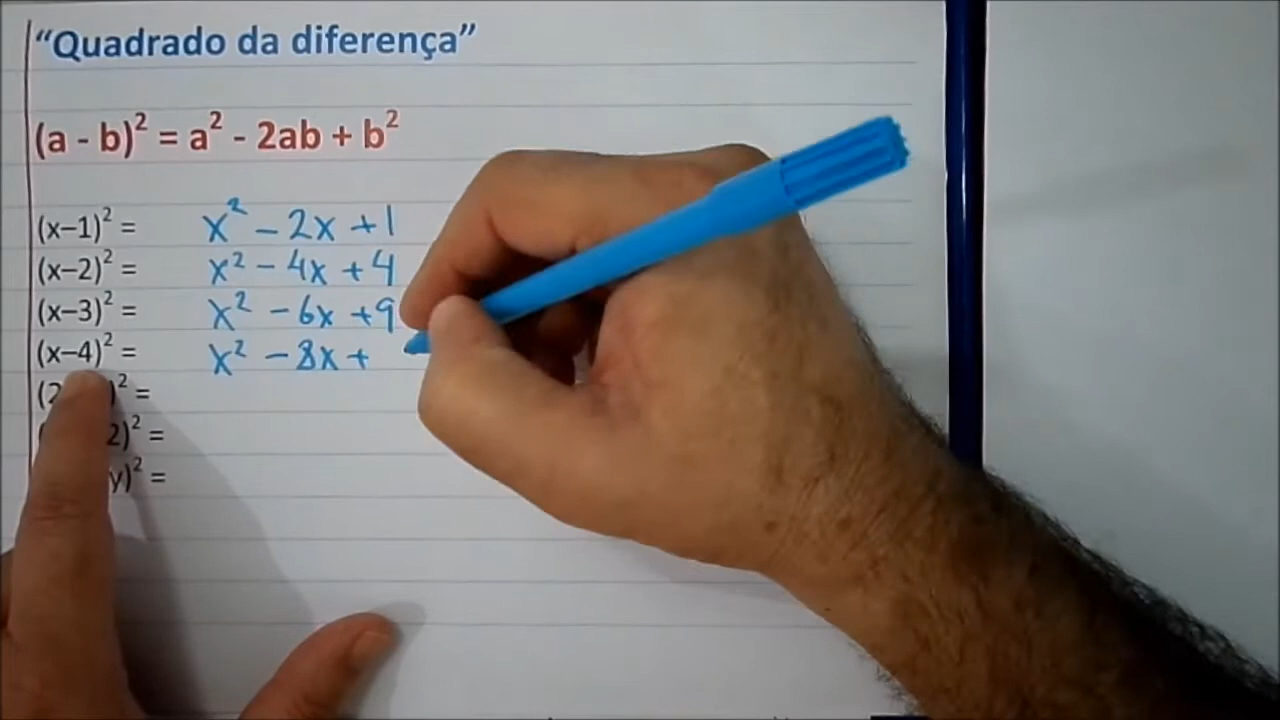 “Quadrado da diferença”
(a - b)² = a² - 2ab + b²
(x−1)² = x² - 2x + 1
(x−2)² = x² - 4x + 4
(x−3)² = x² - 6x + 9
(x−4)² = x² - 8x +
(2 )² =
2)² =
y)² =